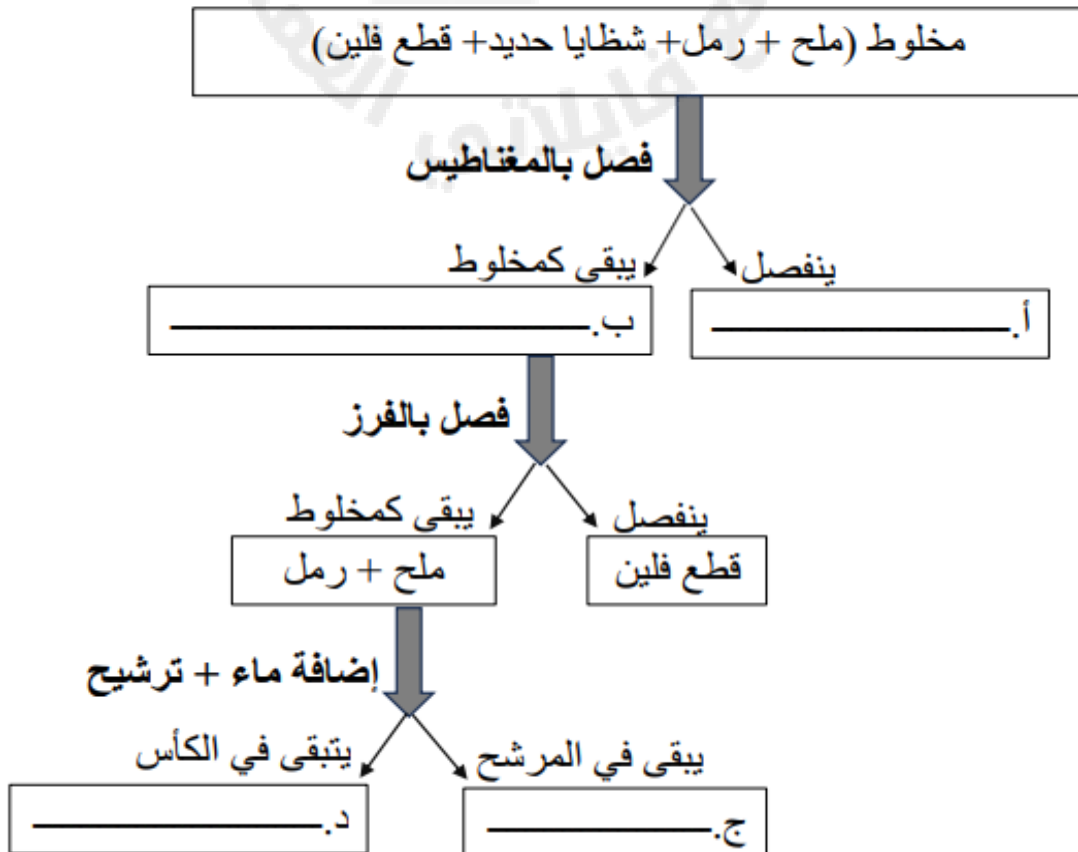 مخلوط (ملح + رمل+ شظايا حديد+ قطع فلين)
فصل بالمغناطيس
ينفصل
يبقى كمخلوط
أ.
ب.
فصل بالفرز
ينفصل
يبقى كمخلوط
قطع فلين
ملح + رمل
إضافة ماء + ترشيح
يبقى في المرشح
يتبقى في الكأس
ج.
د.